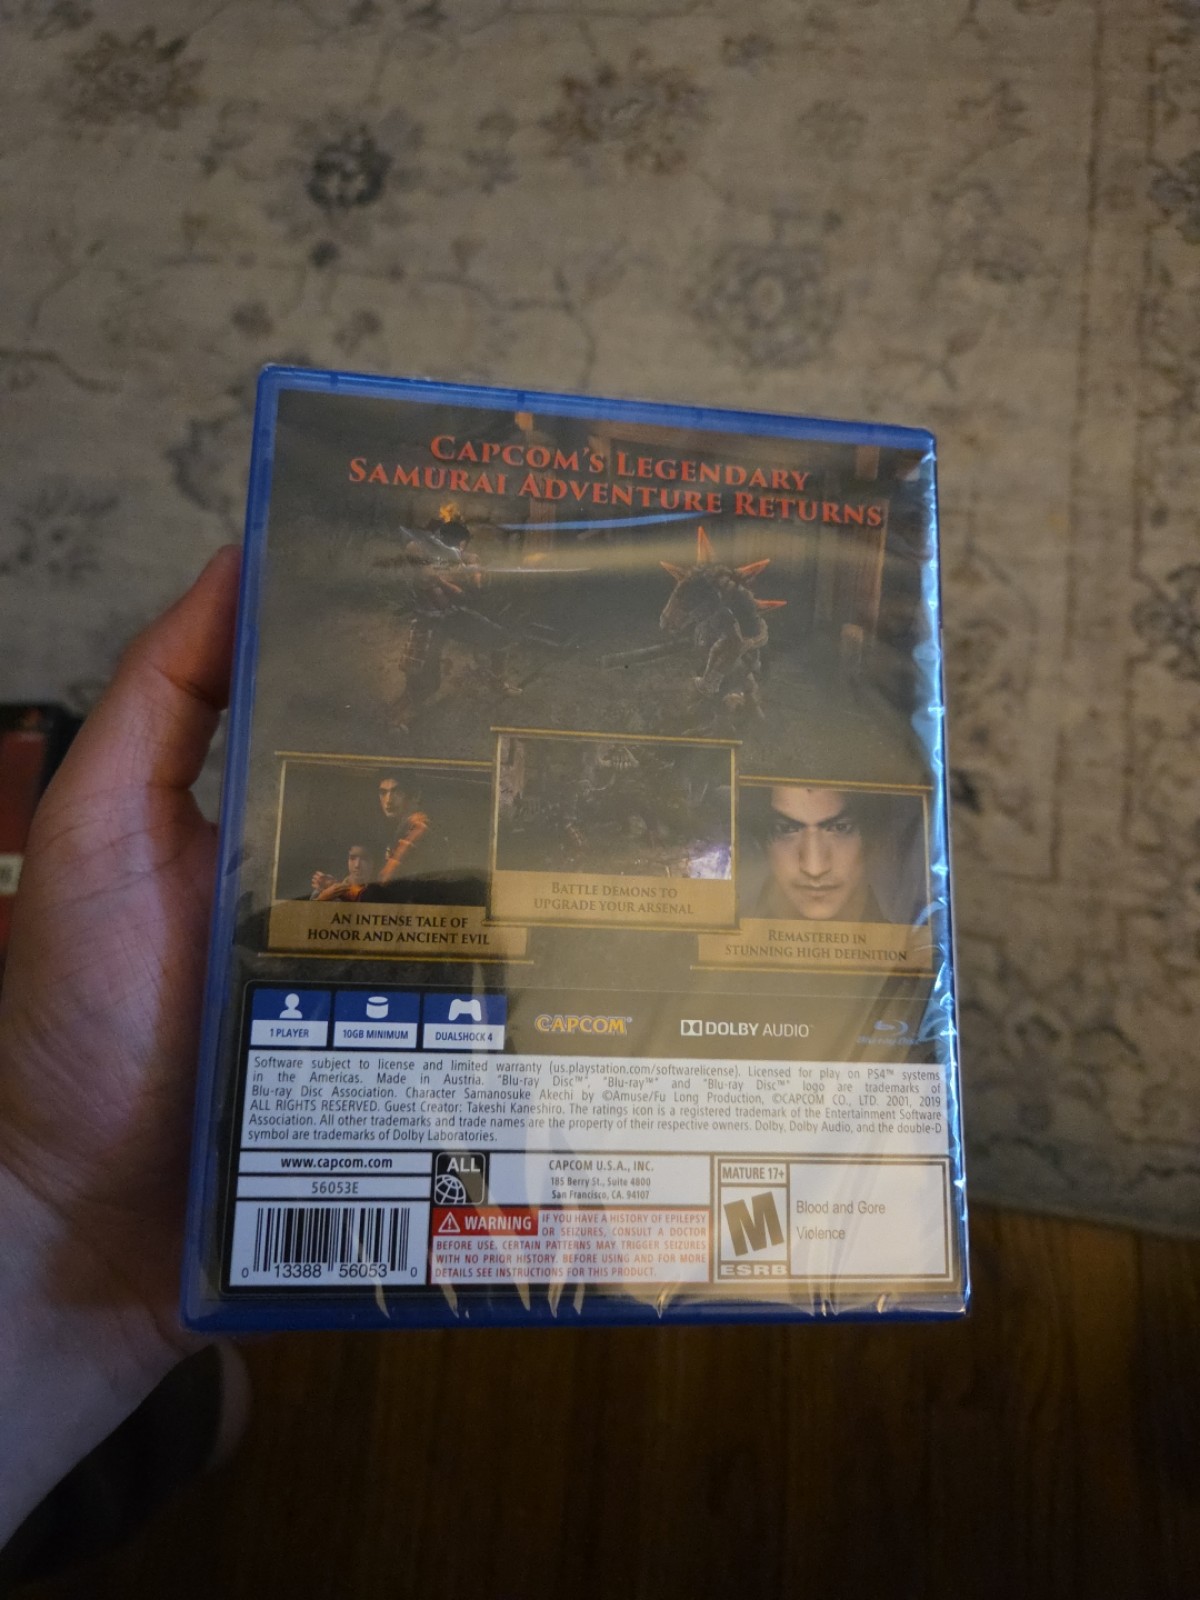 CAPCOM'S LEGENDARY
SAMURAI ADVENTURE RETURNS
AN INTENSE TALE OF
HONOR AND ANCIENT EVIL
BATTLE DEMONS TO
UPGRADE YOUR ARSENAL
REMASTERED IN
STUNNING HIGH DEFINITION
1 PLAYER
10GB MINIMUM
DUALSHOCK 4
CAPCOM
DOLBY AUDIO™
Blu-ray Disc
Software subject to license and limited warranty (us.playstation.com/softwarelicense). Licensed for play on PS4™ systems
in the Americas. Made in Austria. "Blu-ray Disc™", "Blu-ray™" and "Blu-ray Disc™" logo are trademarks of
Blu-ray Disc Association. Character Samanosuke Akechi by ©Amuse/Fu Long Production, ©CAPCOM CO., LTD. 2001, 2019
ALL RIGHTS RESERVED. Guest Creator: Takeshi Kaneshiro. The ratings icon is a registered trademark of the Entertainment Software
Association. All other trademarks and trade names are the property of their respective owners. Dolby, Dolby Audio, and the double-D
symbol are trademarks of Dolby Laboratories.
www.capcom.com
56053E
0 13388 56053 0
ALL
CAPCOM U.S.A., INC.
185 Berry St., Suite 4800
San Francisco, CA. 94107
WARNING IF YOU HAVE A HISTORY OF EPILEPSY
OR SEIZURES, CONSULT A DOCTOR
BEFORE USE. CERTAIN PATTERNS MAY TRIGGER SEIZURES
WITH NO PRIOR HISTORY. BEFORE USING AND FOR MORE
DETAILS SEE INSTRUCTIONS FOR THIS PRODUCT.
MATURE 17+
M
ESRB
Blood and Gore
Violence